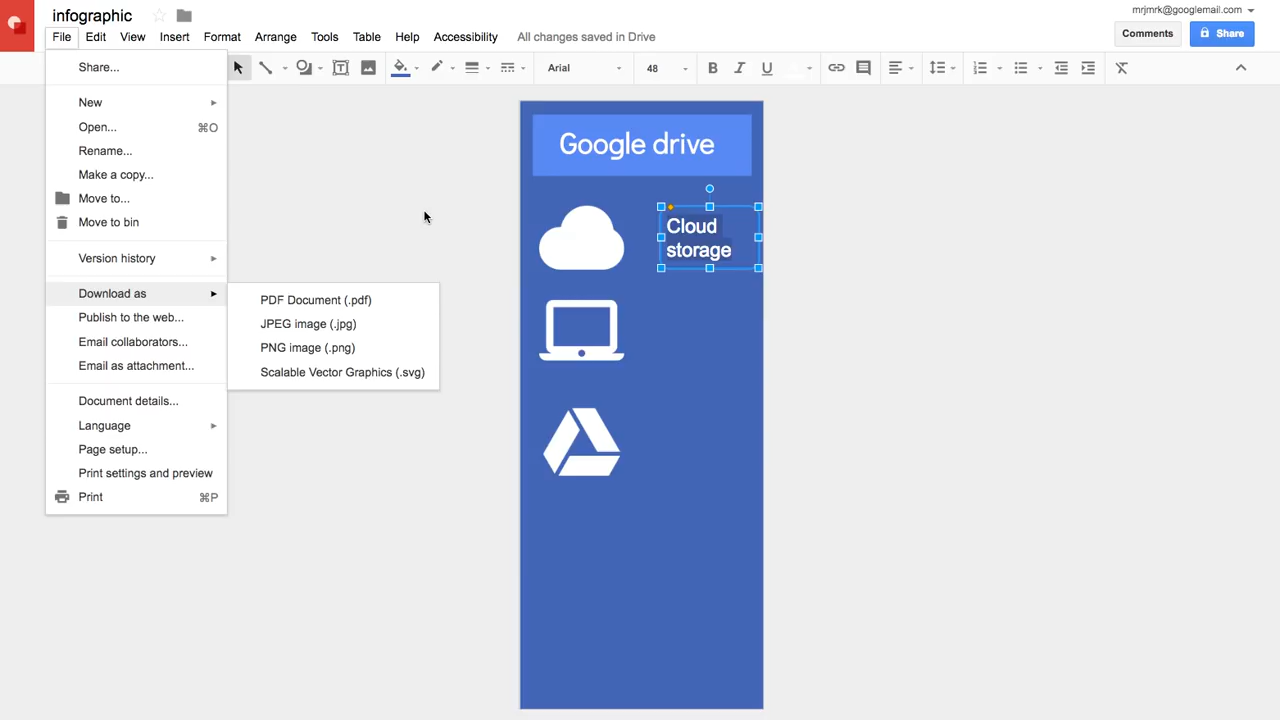 infographic
mrjmrk@googlemail.com
File Edit View Insert Format Arrange Tools Table Help Accessibility All changes saved in Drive
Comments
Share
Arial 48
Share...
New
Open... ⌘O
Rename...
Make a copy...
Move to...
Move to bin
Version history
Download as
Publish to the web...
Email collaborators...
Email as attachment...
Document details...
Language
Page setup...
Print settings and preview
Print ⌘P
PDF Document (.pdf)
JPEG image (.jpg)
PNG image (.png)
Scalable Vector Graphics (.svg)
Google drive
Cloud
storage